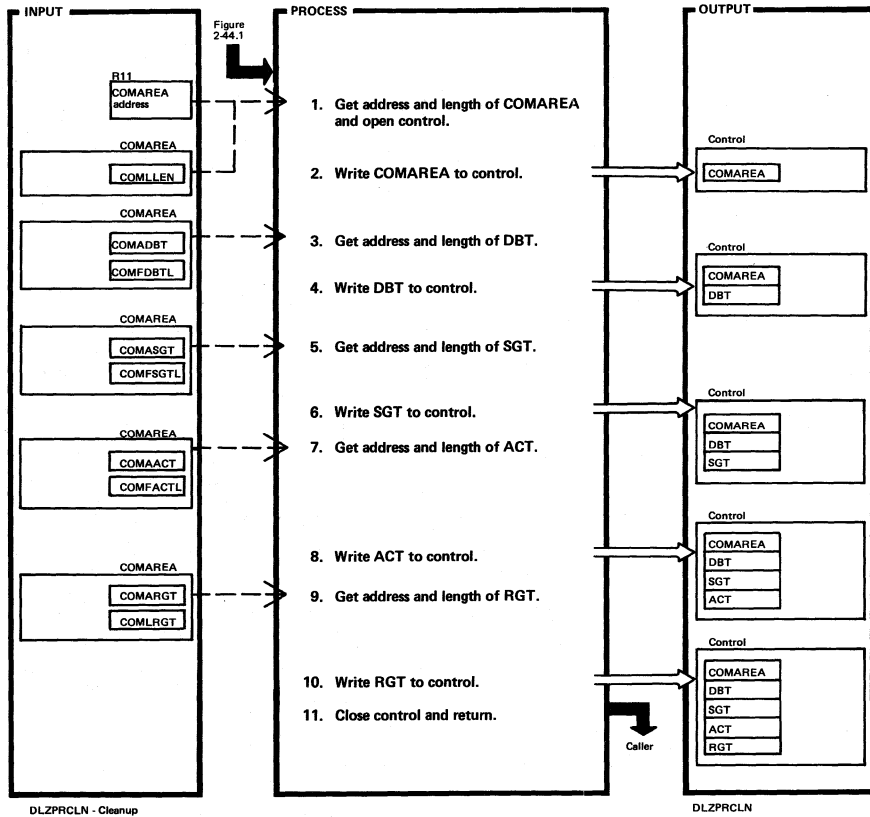 INPUT
R11
COMAREA
address
COMAREA
COMLLEN
COMAREA
COMADBT
COMFDBTL
COMAREA
COMASGT
COMFSGTL
COMAREA
COMAACT
COMFACTL
COMAREA
COMARGT
COMLRGT
DLZPRCLN - Cleanup
Figure
2-44.1
PROCESS
1. Get address and length of COMAREA
and open control.
2. Write COMAREA to control.
3. Get address and length of DBT.
4. Write DBT to control.
5. Get address and length of SGT.
6. Write SGT to control.
7. Get address and length of ACT.
8. Write ACT to control.
9. Get address and length of RGT.
10. Write RGT to control.
11. Close control and return.
Caller
OUTPUT
Control
COMAREA
Control
COMAREA
DBT
Control
COMAREA
DBT
SGT
Control
COMAREA
DBT
SGT
ACT
Control
COMAREA
DBT
SGT
ACT
RGT
DLZPRCLN